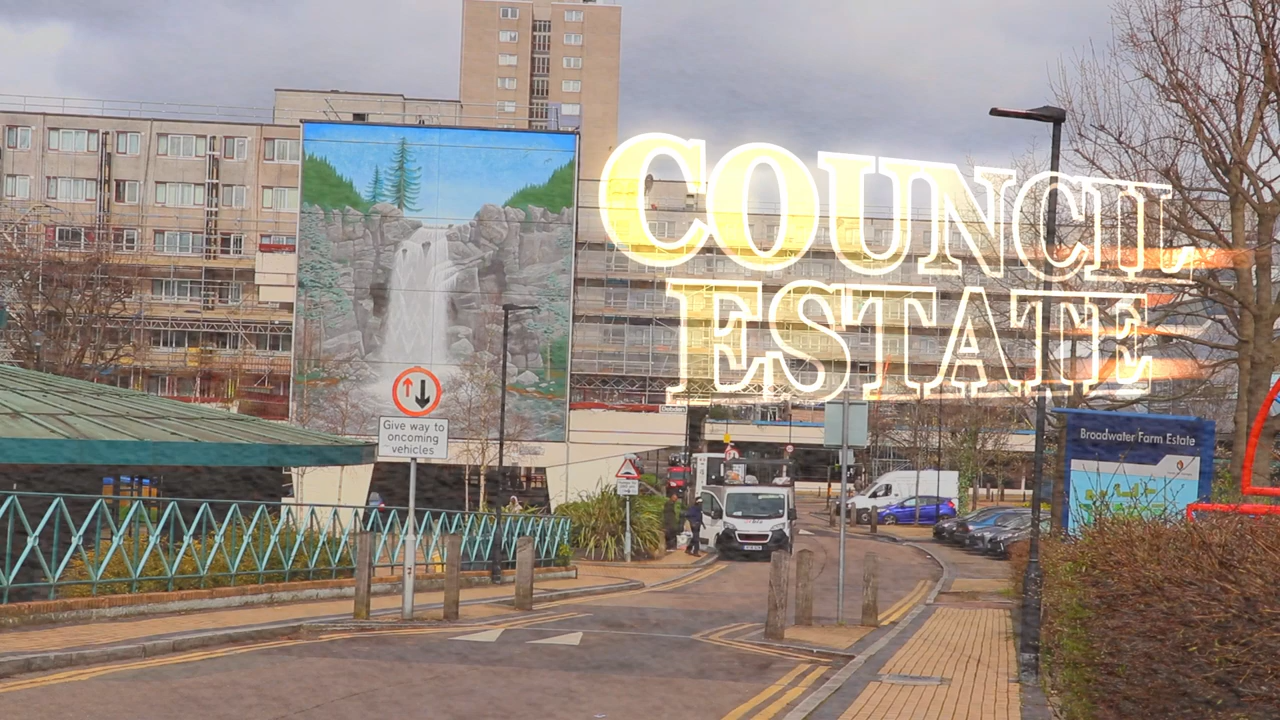 COUNCIL
ESTATE
Give way to
oncoming
vehicles
Broadwater Farm Estate